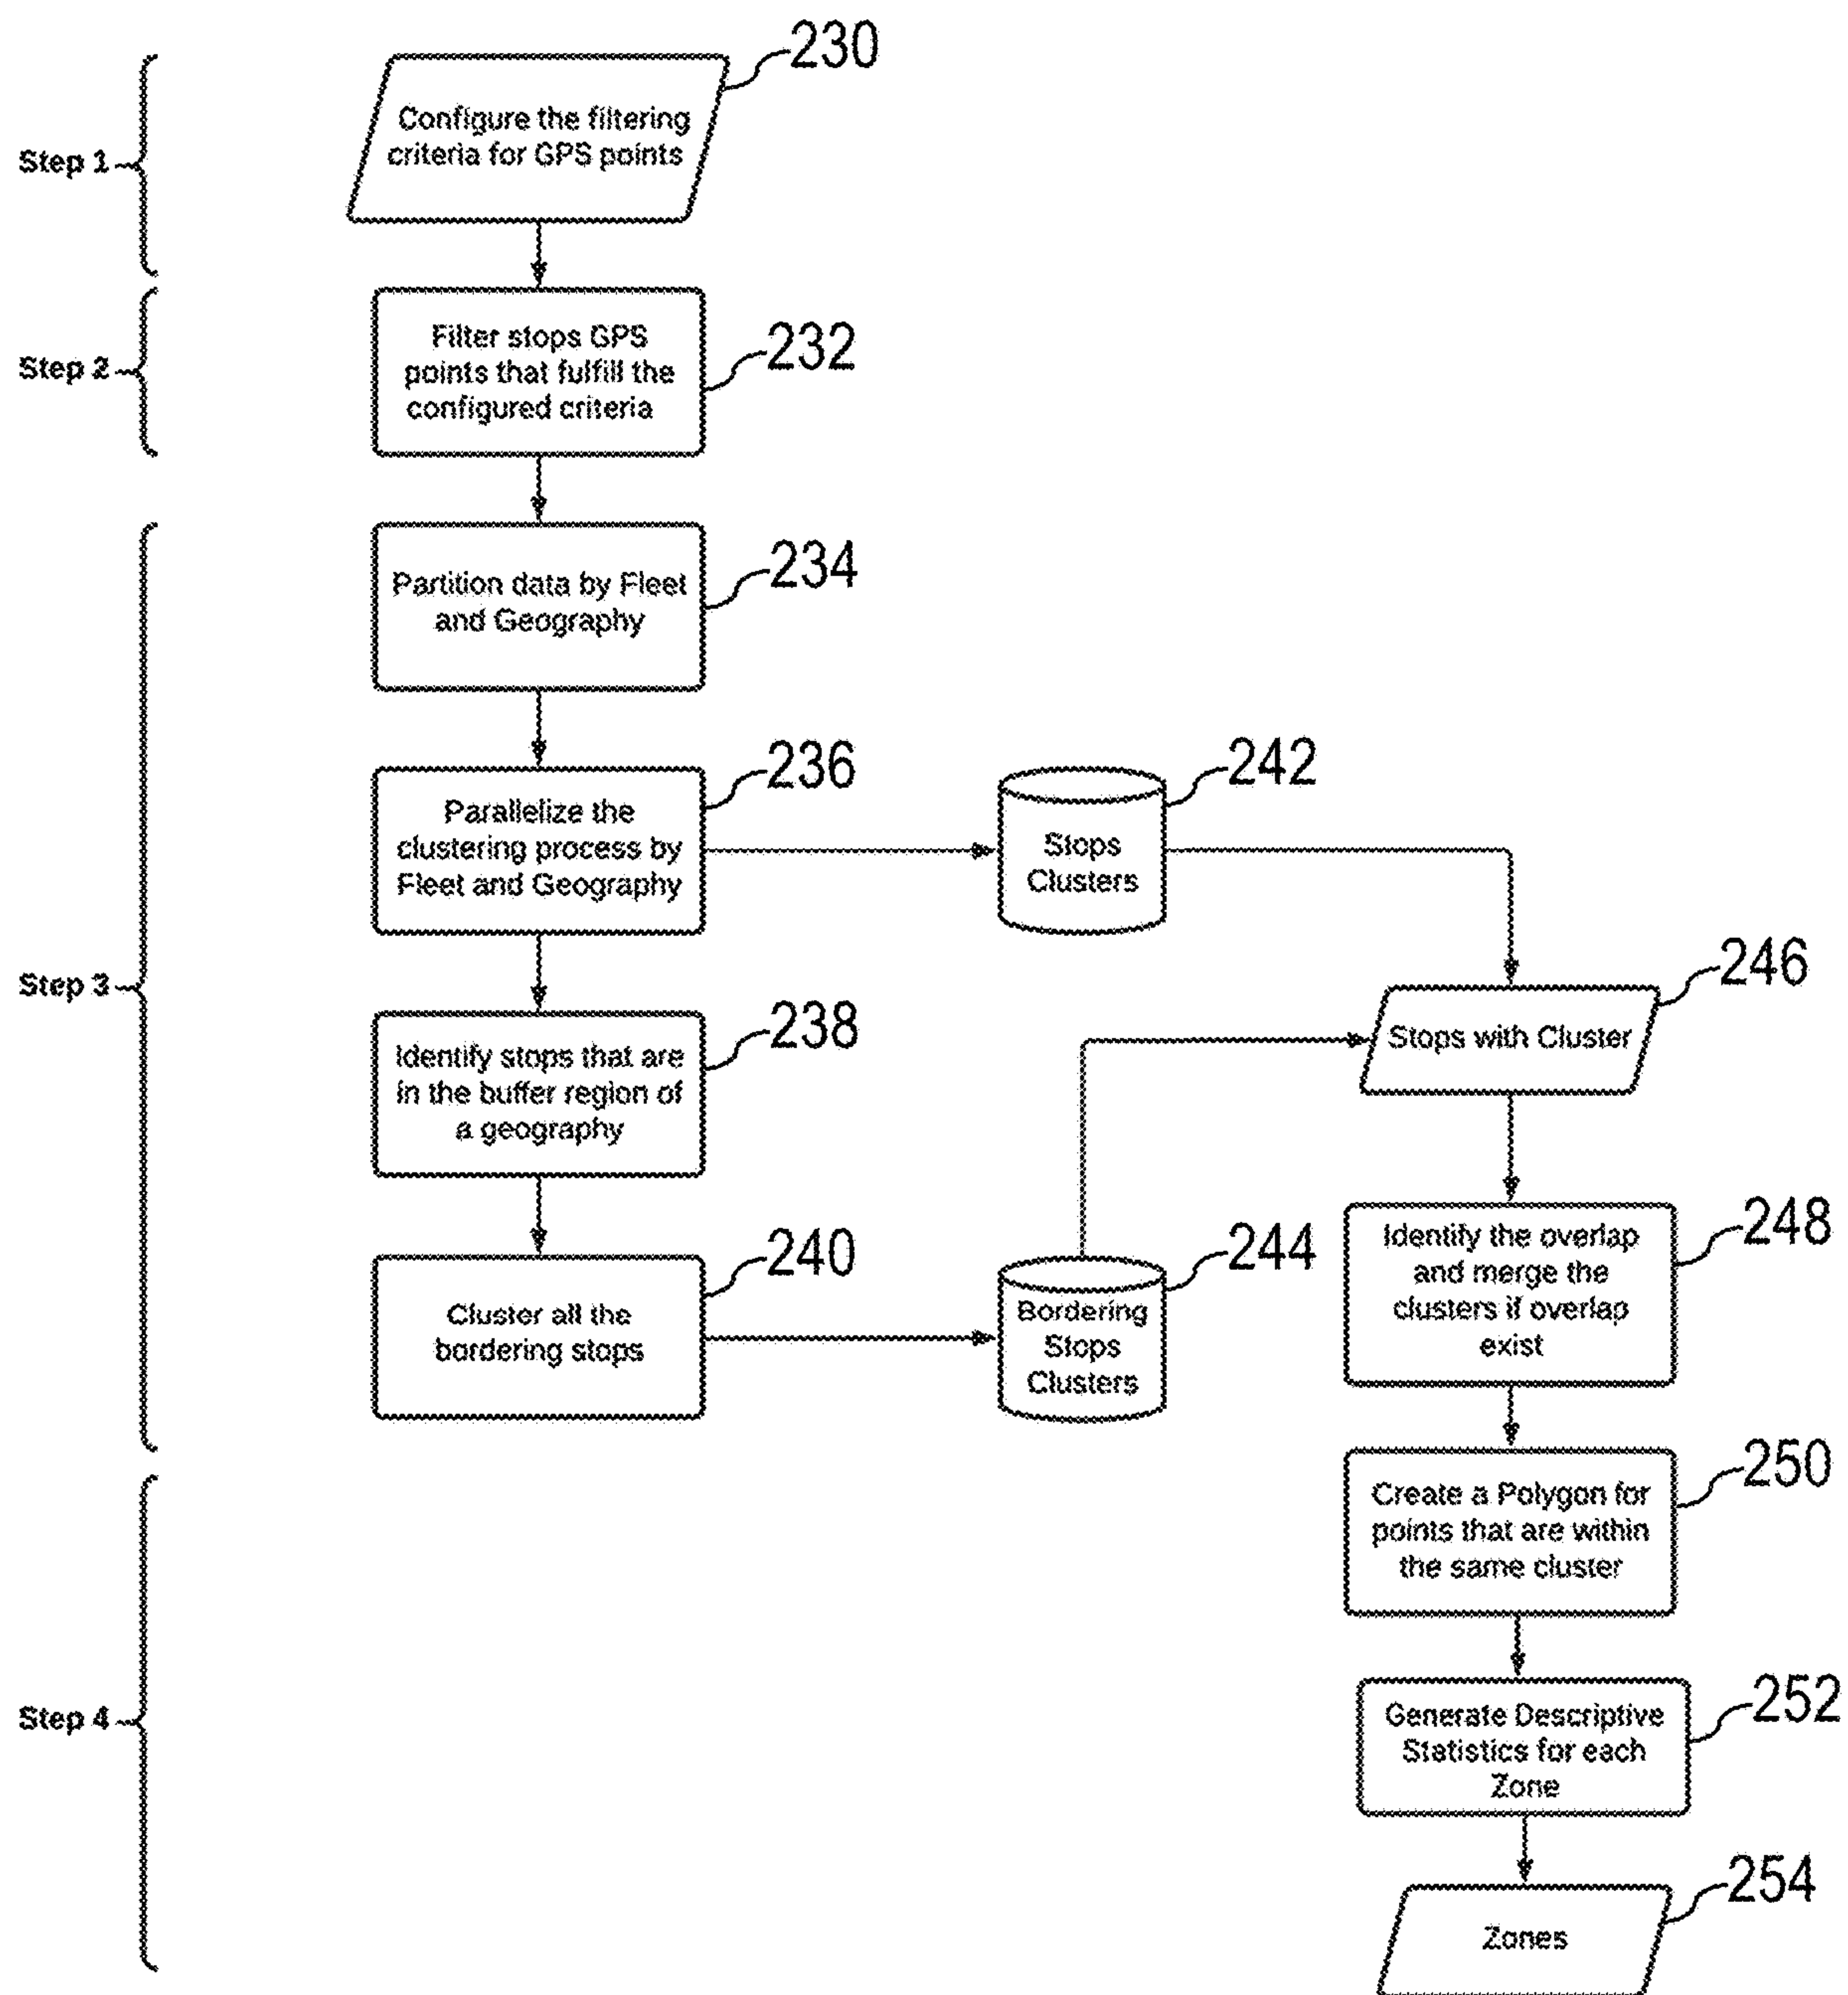 230
Configure the filtering
criteria for GPS points
Step 1
232
Filter stops GPS
points that fulfill the
configured criteria
Step 2
234
Partition data by Fleet
and Geography
236
Parallelize the
clustering process by
Fleet and Geography
242
Stops
Clusters
246
Stops with Cluster
Step 3
238
Identify stops that are
in the buffer region of
a geography
240
Cluster all the
bordering stops
244
Bordering
Stops
Clusters
248
Identify the overlap
and merge the
clusters if overlap
exist
250
Create a Polygon for
points that are within
the same cluster
Step 4
252
Generate Descriptive
Statistics for each
Zone
254
Zones